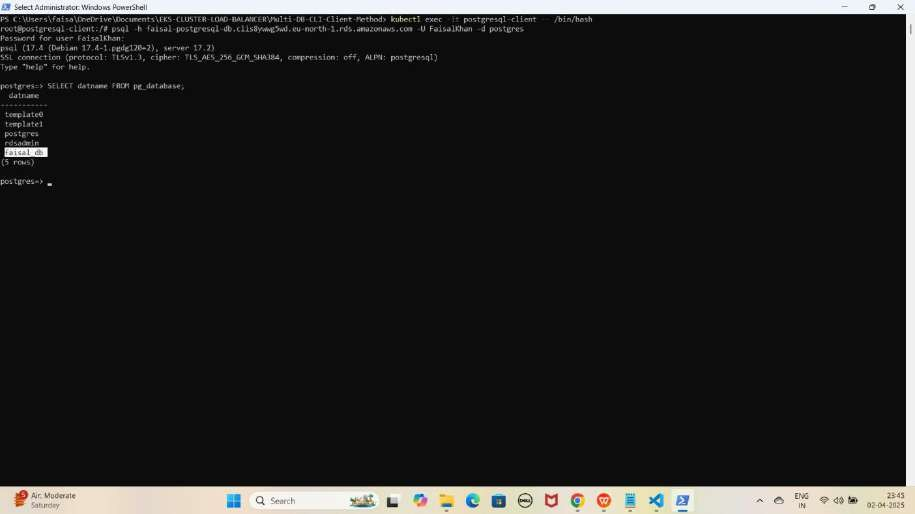 Select Administrator: Windows PowerShell
PS C:\Users\faisa\OneDrive\Documents\EKS-CLUSTER-LOAD-BALANCER\Multi-DB-CLI-Client-Method> kubectl exec -it postgresql-client -- /bin/bash
root@postgresql-client:/# psql -h faisal-postgresql-db.clis8ywwg5wd.eu-north-1.rds.amazonaws.com -U FaisalKhan -d postgres
Password for user FaisalKhan:
psql (17.4 (Debian 17.4-1.pgdg120+2), server 17.2)
SSL connection (protocol: TLSv1.3, cipher: TLS_AES_256_GCM_SHA384, compression: off, ALPN: postgresql)
Type "help" for help.
postgres=> SELECT datname FROM pg_database;
datname
-----------
template0
template1
postgres
rdsadmin
faisal_db
(5 rows)
postgres=>
5
Air: Moderate
Saturday
Search
DELL
ENG
IN
23:45
02-04-2025